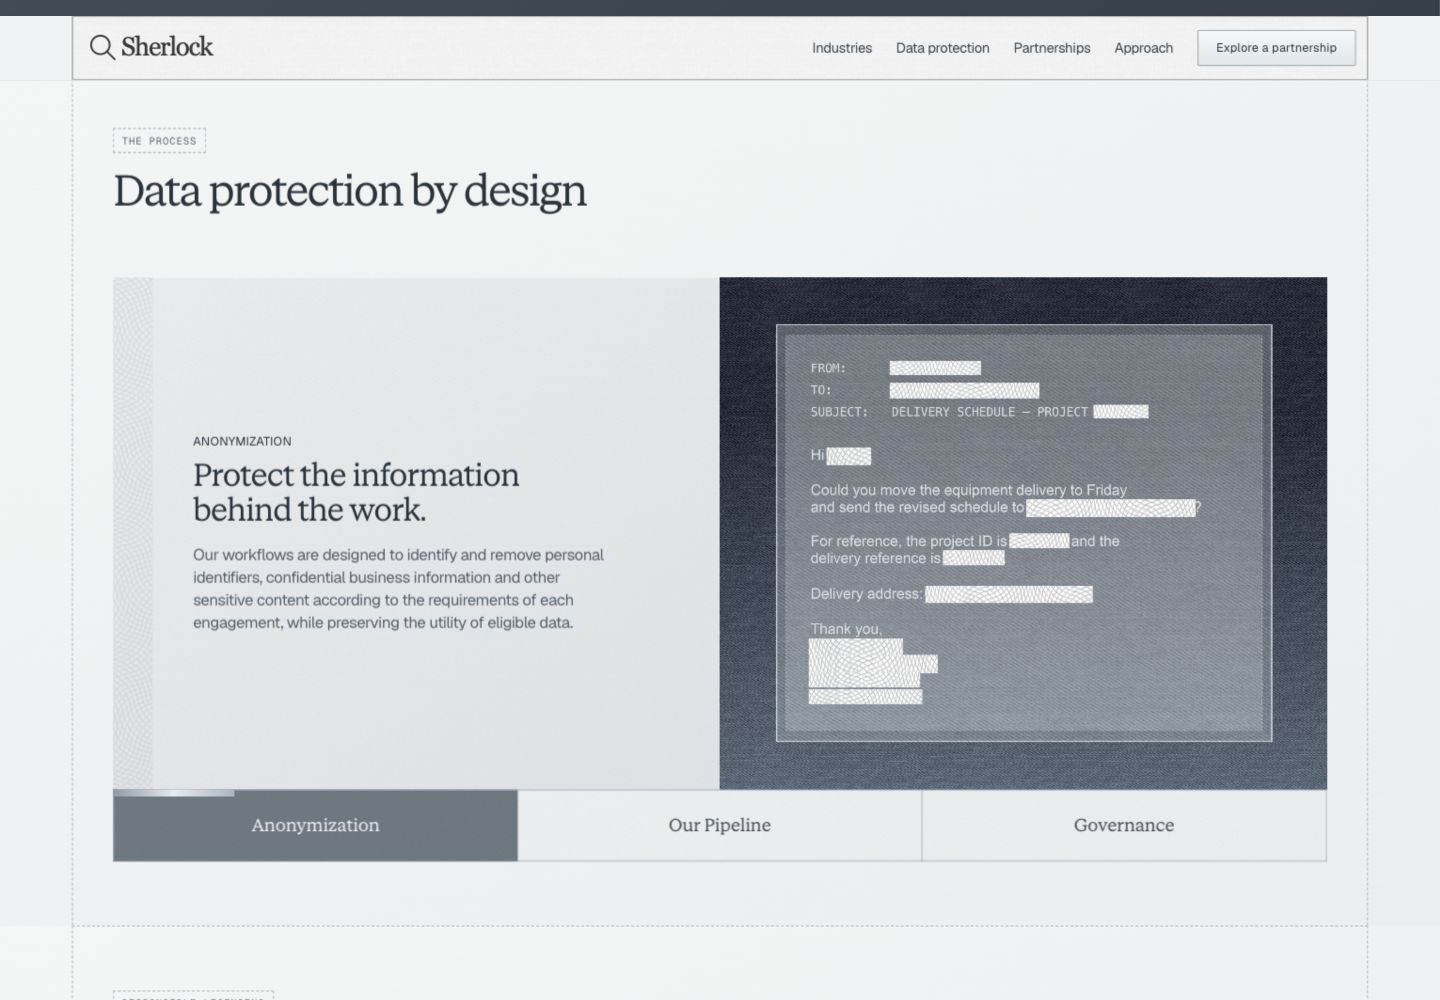 Sherlock
Industries
Data protection
Partnerships
Approach
Explore a partnership
THE PROCESS
Data protection by design
ANONYMIZATION
Protect the information
behind the work.
Our workflows are designed to identify and remove personal
identifiers, confidential business information and other
sensitive content according to the requirements of each
engagement, while preserving the utility of eligible data.
FROM:
TO:
SUBJECT: DELIVERY SCHEDULE — PROJECT
Hi
Could you move the equipment delivery to Friday
and send the revised schedule to ?
For reference, the project ID is and the
delivery reference is
Delivery address:
Thank you,
Anonymization
Our Pipeline
Governance